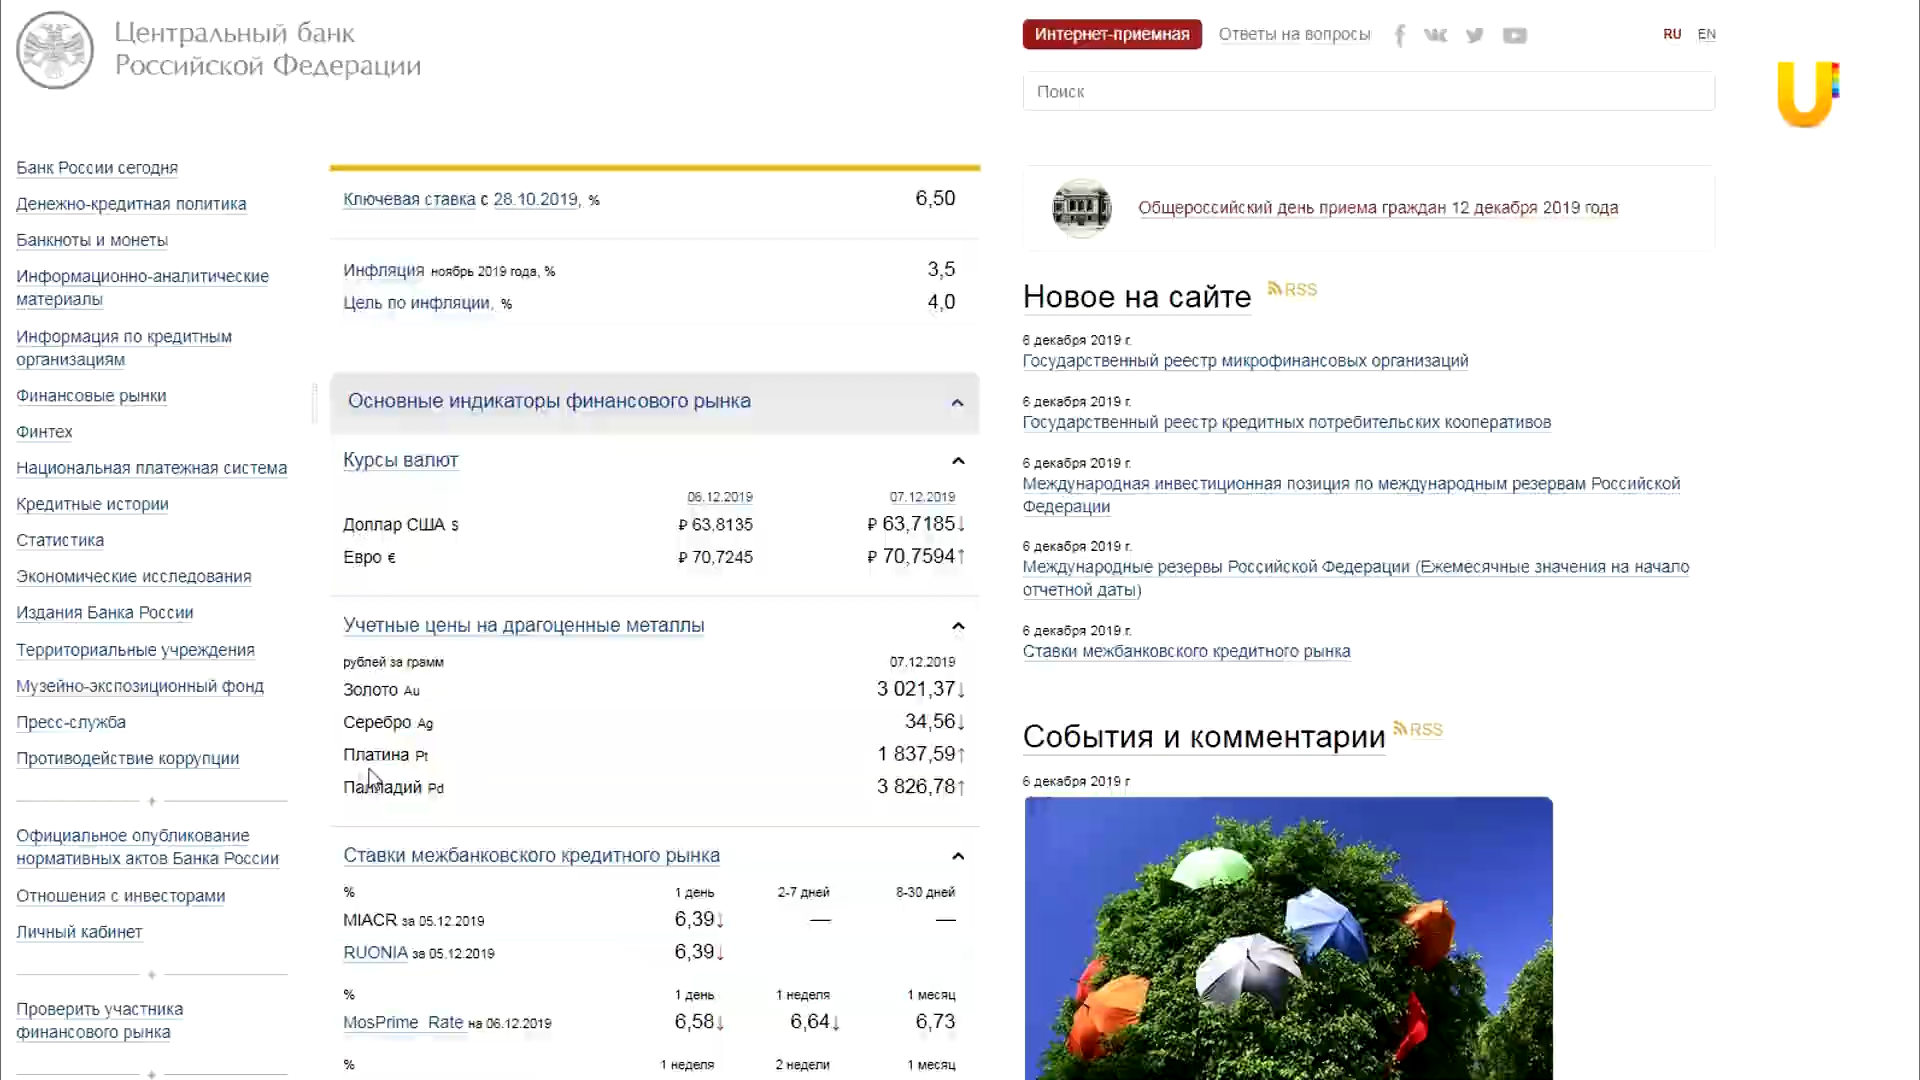 Центральный банк
Российской Федерации
Интернет-приемная
Ответы на вопросы
RU EN
Поиск
Банк России сегодня
Денежно-кредитная политика
Банкноты и монеты
Информационно-аналитические
материалы
Информация по кредитным
организациям
Финансовые рынки
Финтех
Национальная платежная система
Кредитные истории
Статистика
Экономические исследования
Издания Банка России
Территориальные учреждения
Музейно-экспозиционный фонд
Пресс-служба
Противодействие коррупции
Официальное опубликование
нормативных актов Банка России
Отношения с инвесторами
Личный кабинет
Проверить участника
финансового рынка
Ключевая ставка с 28.10.2019, % 6,50
Инфляция ноябрь 2019 года, % 3,5
Цель по инфляции, % 4,0
Основные индикаторы финансового рынка
Курсы валют
06.12.2019 07.12.2019
Доллар США $ ₽ 63,8135 ₽ 63,7185↓
Евро € ₽ 70,7245 ₽ 70,7594↑
Учетные цены на драгоценные металлы
рублей за грамм 07.12.2019
Золото Au 3 021,37↓
Серебро Ag 34,56↓
Платина Pt 1 837,59↑
Палладий Pd 3 826,78↑
Ставки межбанковского кредитного рынка
% 1 день 2-7 дней 8-30 дней
MIACR за 05.12.2019 6,39↓ — —
RUONIA за 05.12.2019 6,39↓
% 1 день 1 неделя 1 месяц
MosPrime Rate на 06.12.2019 6,58↓ 6,64↓ 6,73
% 1 неделя 2 недели 1 месяц
Общероссийский день приема граждан 12 декабря 2019 года
Новое на сайте RSS
6 декабря 2019 г.
Государственный реестр микрофинансовых организаций
6 декабря 2019 г.
Государственный реестр кредитных потребительских кооперативов
6 декабря 2019 г.
Международная инвестиционная позиция по международным резервам Российской
Федерации
6 декабря 2019 г.
Международные резервы Российской Федерации (Ежемесячные значения на начало
отчетной даты)
6 декабря 2019 г.
Ставки межбанковского кредитного рынка
События и комментарии RSS
6 декабря 2019 г
U